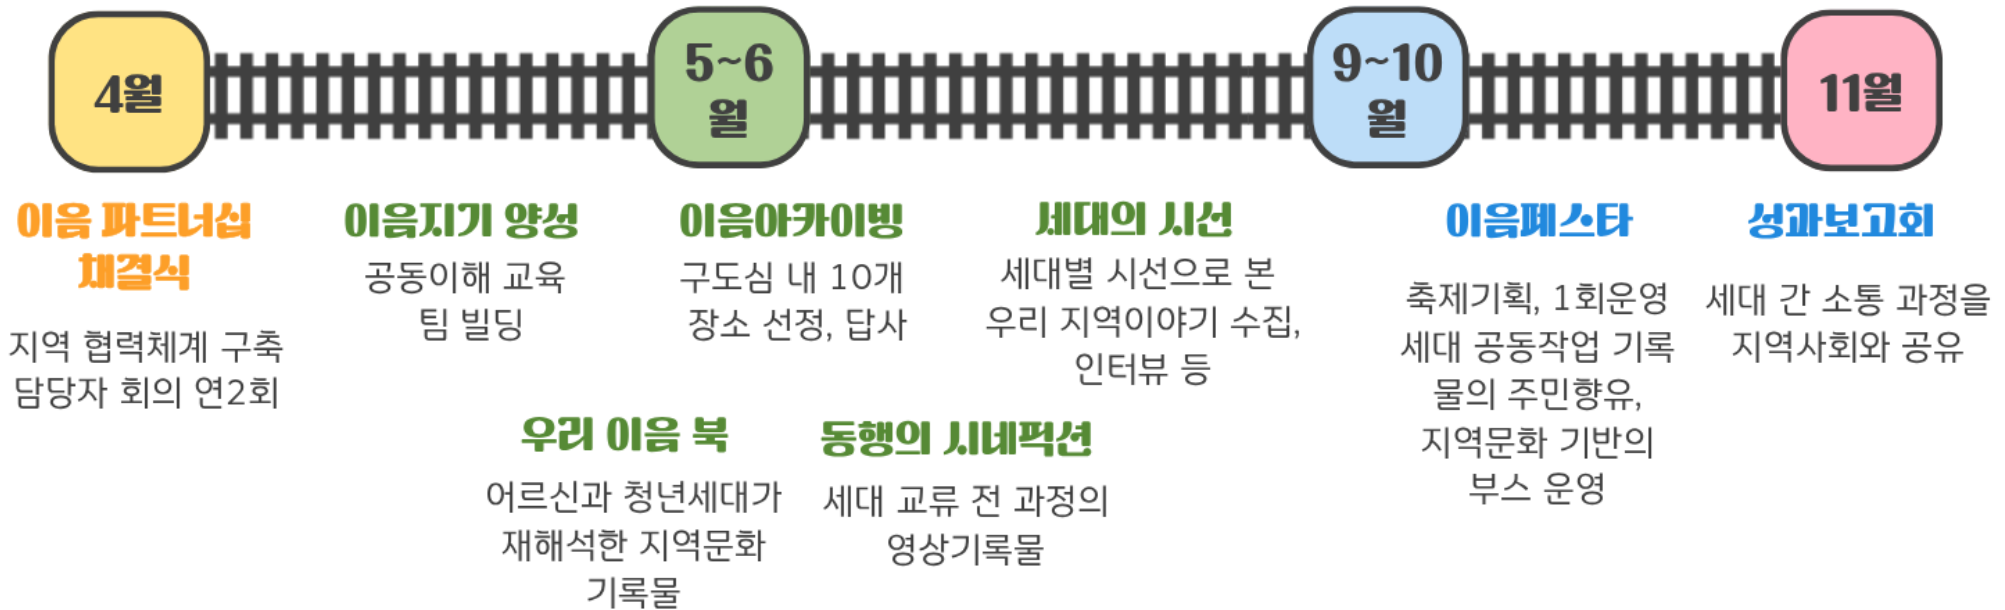 4월
5~6
월
9~10
월
11월
이음 파트너십
채결식
지역 협력체계 구축
담당자 회의 연2회
이음지기 양성
공동이해 교육
팀 빌딩
이음아카이빙
구도심 내 10개
장소 선정, 답사
세대의 시선
세대별 시선으로 본
우리 지역이야기 수집,
인터뷰 등
우리 이음 북
어르신과 청년세대가
재해석한 지역문화
기록물
동행의 시네픽션
세대 교류 전 과정의
영상기록물
이음페스타
축제기획, 1회운영
세대 공동작업 기록
물의 주민향유,
지역문화 기반의
부스 운영
성과보고회
세대 간 소통 과정을
지역사회와 공유